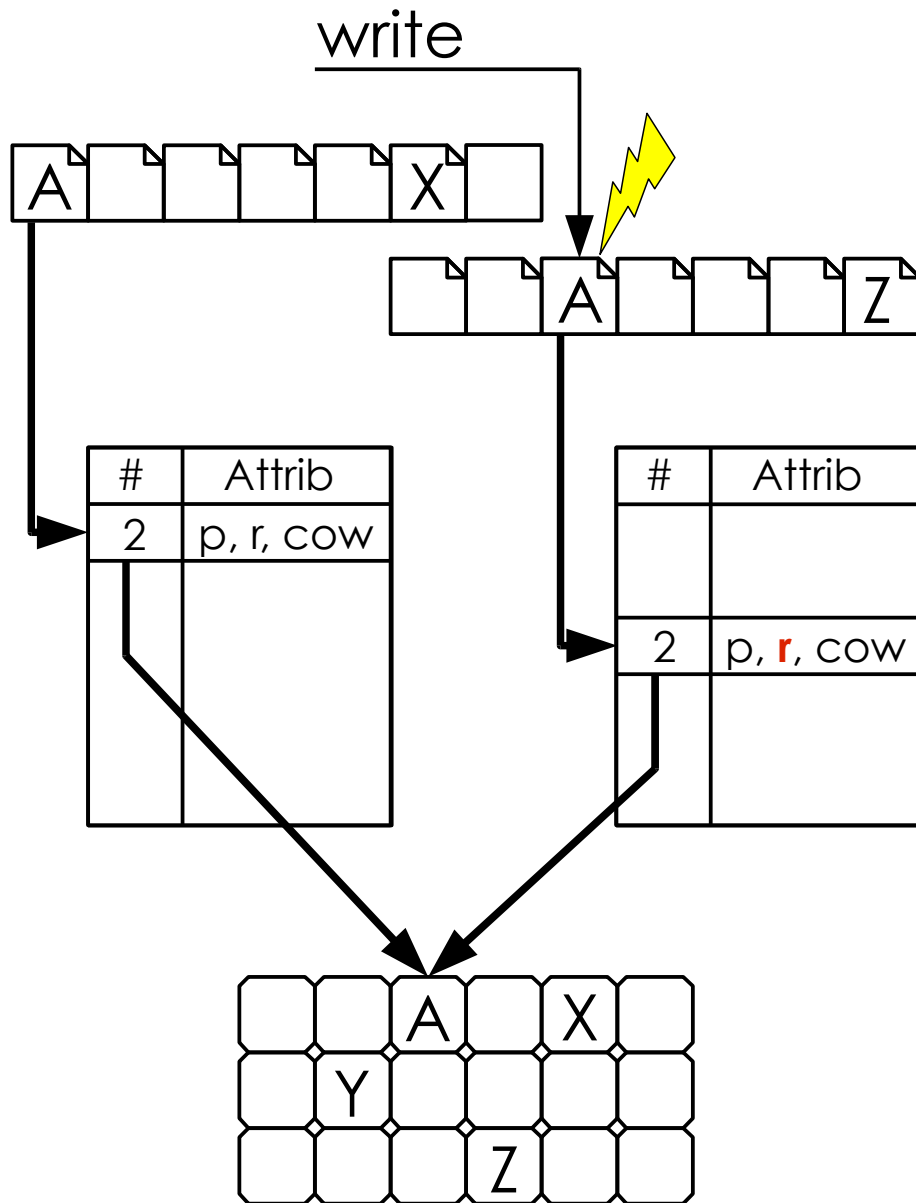 write
A X
A Z
# Attrib
2 p, r, cow
# Attrib
2 p, r, cow
A X
Y
Z